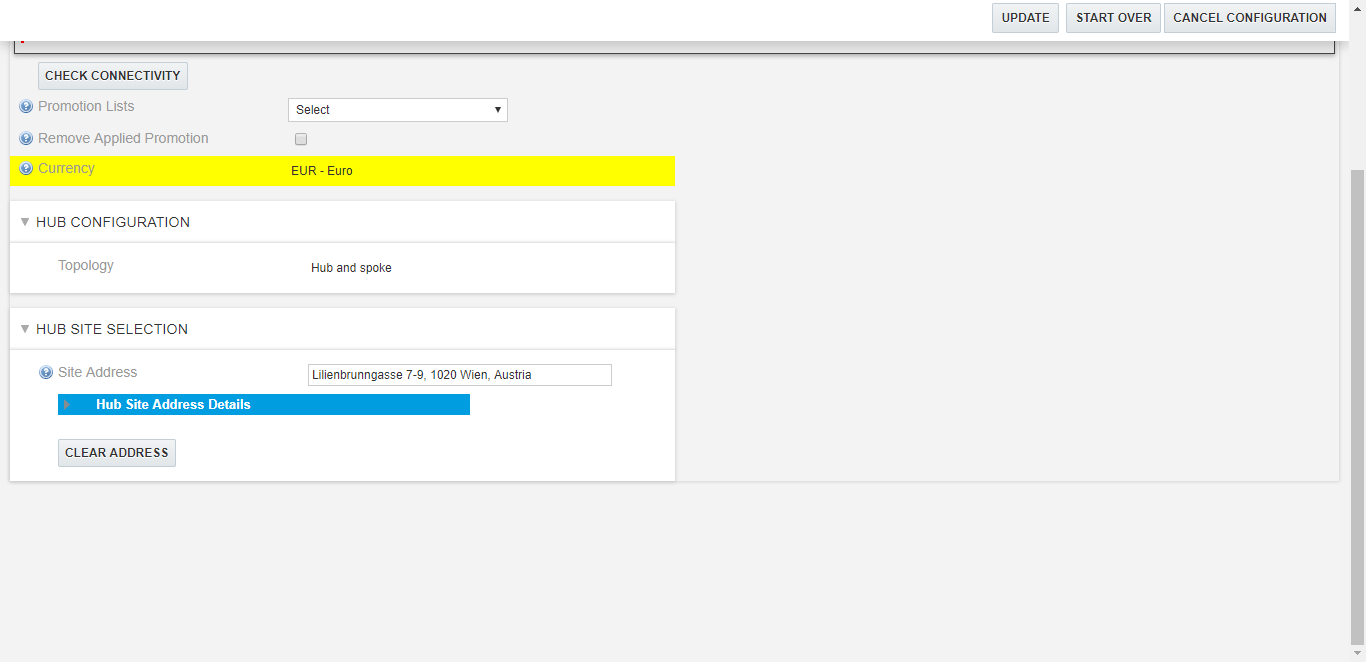 UPDATE START OVER CANCEL CONFIGURATION
CHECK CONNECTIVITY
Promotion Lists Select
Remove Applied Promotion
Currency EUR - Euro
HUB CONFIGURATION
Topology Hub and spoke
HUB SITE SELECTION
Site Address Lilienbrunngasse 7-9, 1020 Wien, Austria
Hub Site Address Details
CLEAR ADDRESS